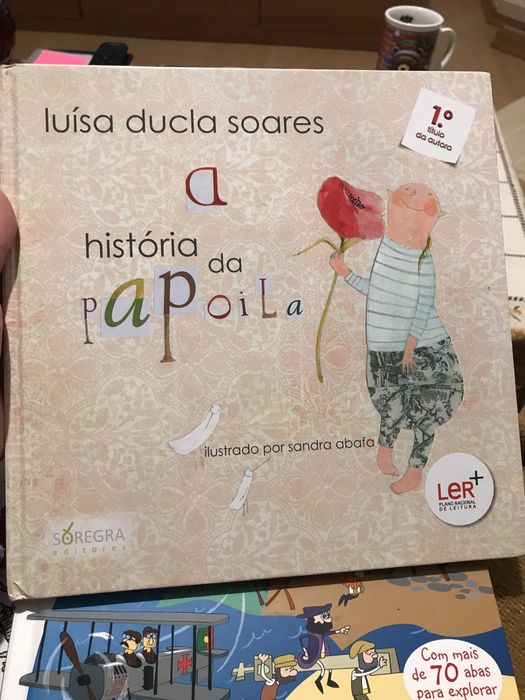 luísa ducla soares
1.º
título
da autora
a
história
da
papoila
ilustrado por sandra abafa
LER+
PLANO NACIONAL
DE LEITURA
SOREGRA
editores
Com mais
de 70 abas
para explorar